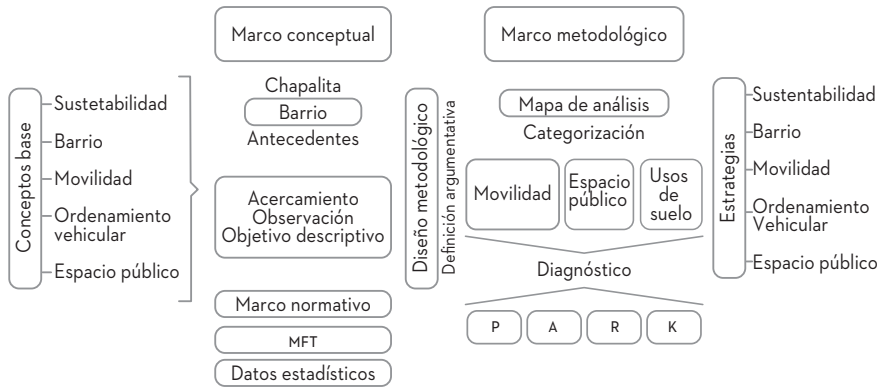 Marco conceptual
Marco metodológico
Conceptos base
Sustetabilidad
Barrio
Movilidad
Ordenamiento
vehicular
Espacio público
Chapalita
Barrio
Antecedentes
Acercamiento
Observación
Objetivo descriptivo
Marco normativo
MFT
Datos estadísticos
Diseño metodológico
Definición argumentativa
Mapa de análisis
Categorización
Movilidad
Espacio
público
Usos
de
suelo
Diagnóstico
P
A
R
K
Estrategias
Sustentabilidad
Barrio
Movilidad
Ordenamiento
Vehicular
Espacio público